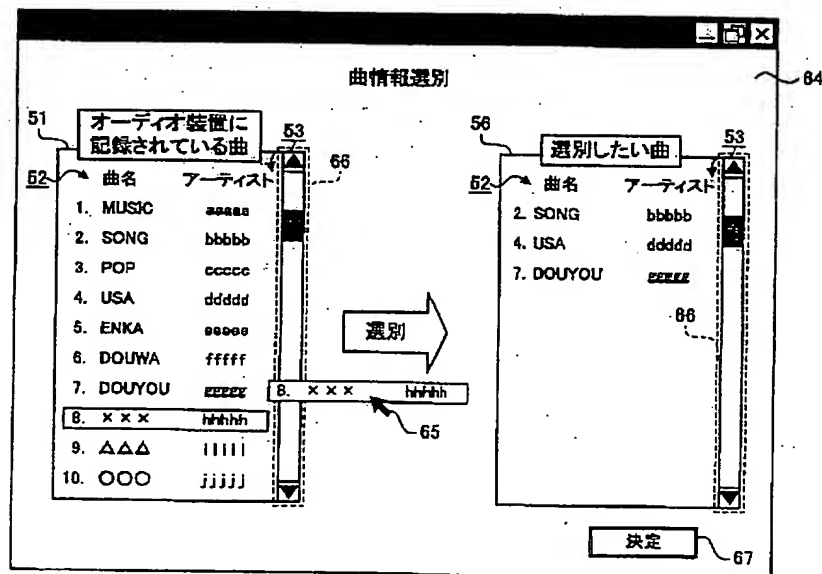 曲情報選別
64
51
オーディオ装置に
記録されている曲
53
66
52
曲名 アーティスト
1. MUSIC aaaaa
2. SONG bbbbb
3. POP ccccc
4. USA ddddd
5. ENKA eeeee
6. DOUWA fffff
7. DOUYOU ggggg
8. ××× hhhhh
9. △△△ iiiii
10. ○○○ jjjjj
選別
8. ××× hhhhh
65
56
選別したい曲
53
52
曲名 アーティスト
2. SONG bbbbb
4. USA ddddd
7. DOUYOU ggggg
66
決定
67